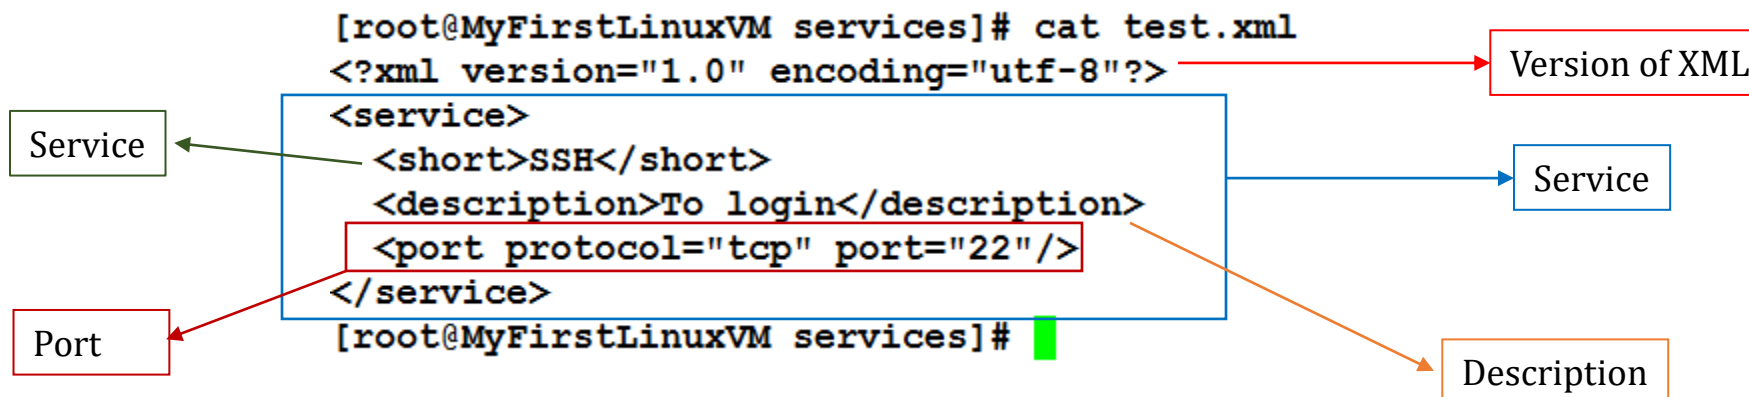 [root@MyFirstLinuxVM services]# cat test.xml
<?xml version="1.0" encoding="utf-8"?>
Version of XML
<service>
Service
<short>SSH</short>
Service
<description>To login</description>
<port protocol="tcp" port="22"/>
</service>
Port
[root@MyFirstLinuxVM services]#
Description